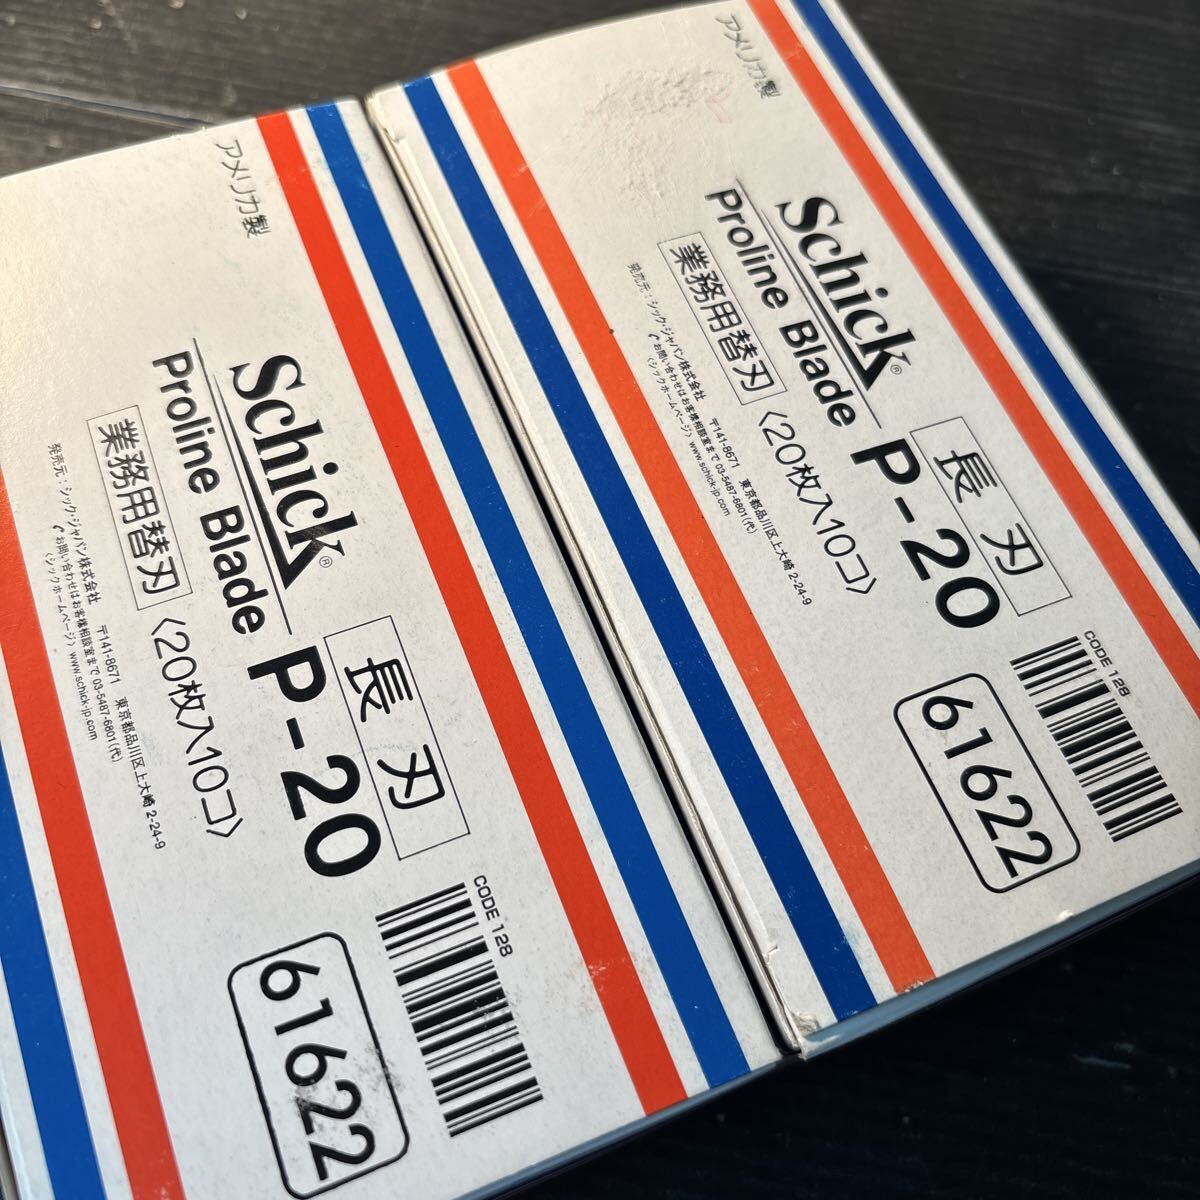 アメリカ製
Schick®
Proline Blade
P-20
長刃
業務用替刃
〈20枚入10コ〉
発売元：シック・ジャパン株式会社 〒141-8671 東京都品川区上大崎 2-24-9
✆お問い合わせはお客様相談室まで 03-5487-6801(代)
〈シックホームページ〉www.schick-jp.com
CODE 128
61622
アメリカ製
Schick®
Proline Blade
P-20
長刃
業務用替刃
〈20枚入10コ〉
発売元：シック・ジャパン株式会社 〒141-8671 東京都品川区上大崎 2-24-9
✆お問い合わせはお客様相談室まで 03-5487-6801(代)
〈シックホームページ〉www.schick-jp.com
CODE 128
61622